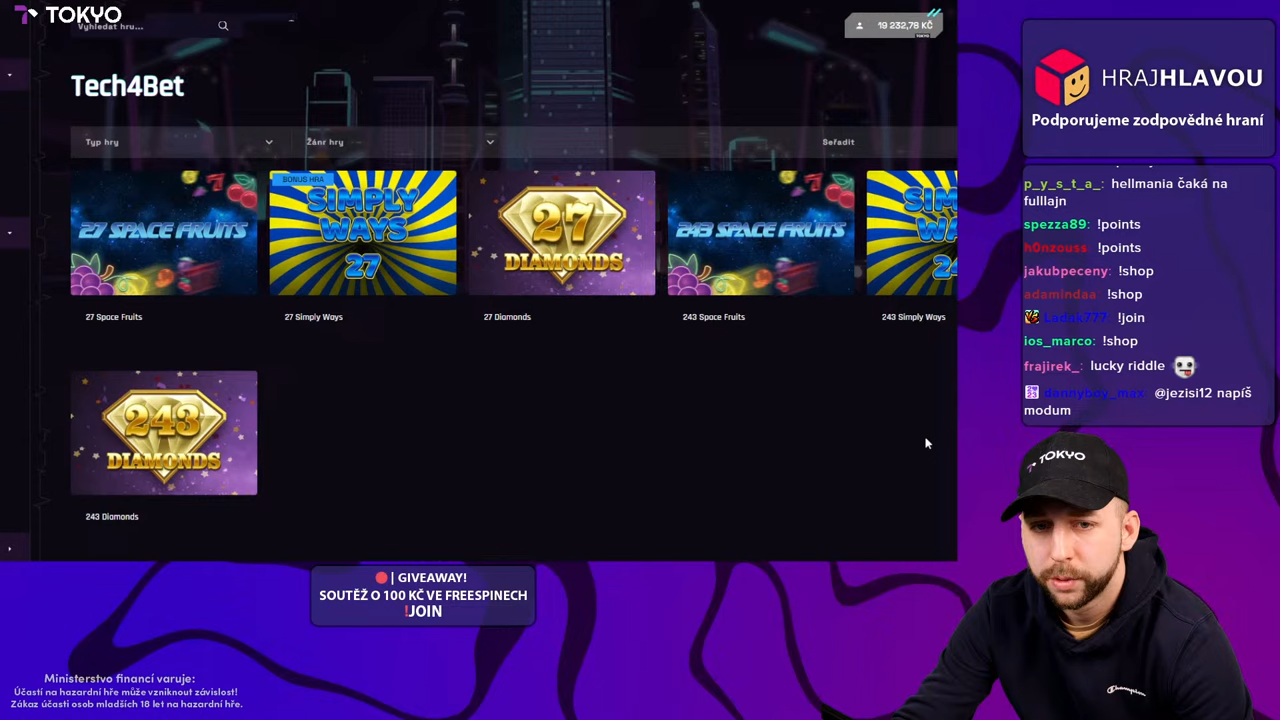 TOKYO
Vyhledat hru...
19 232,78 KČ
TOKYO
Tech4Bet
Typ hry
Žánr hry
Seřadit
27 SPACE FRUITS
BONUS HRA
SIMPLY
WAYS
27
27
DIAMONDS
243 SPACE FRUITS
27 Space Fruits
27 Simply Ways
27 Diamonds
243 Space Fruits
243 Simply Ways
243
DIAMONDS
243 Diamonds
| GIVEAWAY!
SOUTĚŽ O 100 KČ VE FREESPINECH
!JOIN
Ministerstvo financí varuje:
Účastí na hazardní hře může vzniknout závislost!
Zákaz účasti osob mladších 18 let na hazardní hře.
HRAJHLAVOU
Podporujeme zodpovědné hraní
p_y_s_t_a_: hellmania čaká na
fulllajn
spezza89: !points
h0nzouss: !points
jakubpeceny: !shop
adamindaa: !shop
Laduk777: !join
ios_marco: !shop
frajirek_: lucky riddle
dennyboy_max: @jezisi12 napíš
modum
TOKYO
Champion